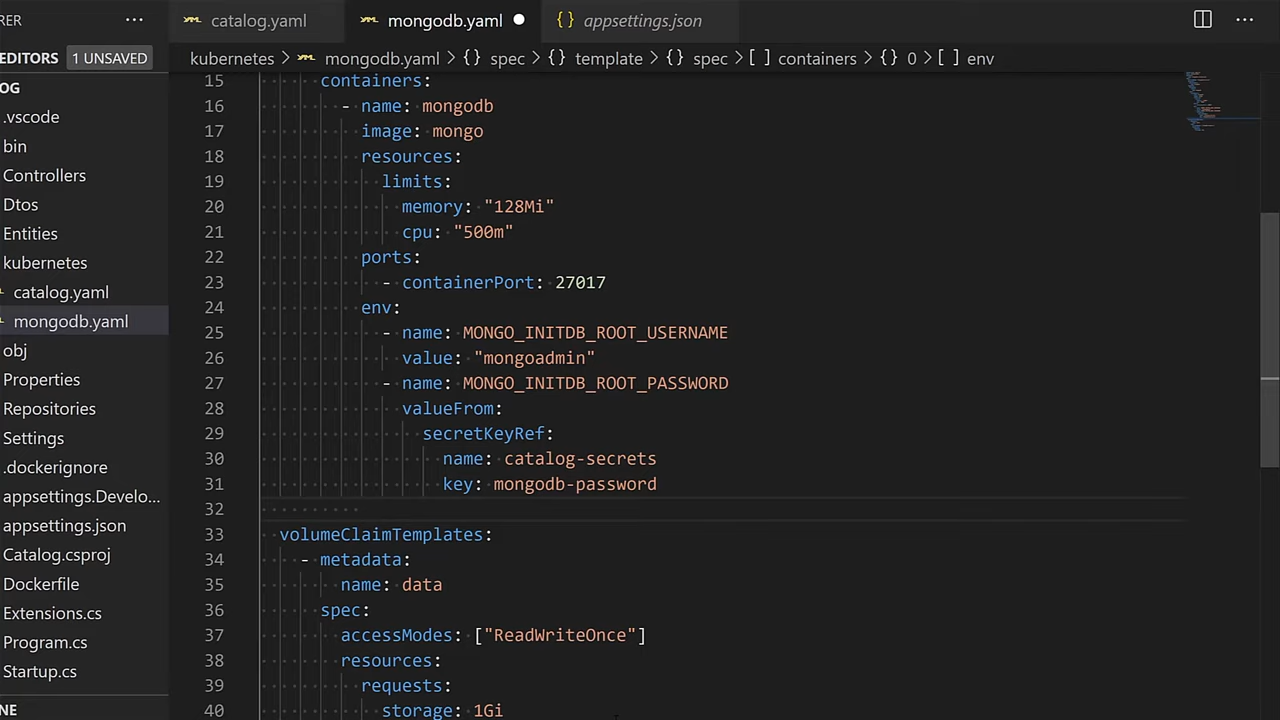 RER ··· catalog.yaml mongodb.yaml appsettings.json ···
EDITORS 1 UNSAVED kubernetes > mongodb.yaml > {} spec > {} template > {} spec > [ ] containers > {} 0 > [ ] env
OG
.vscode
bin
Controllers
Dtos
Entities
kubernetes
catalog.yaml
mongodb.yaml
obj
Properties
Repositories
Settings
.dockerignore
appsettings.Develo...
appsettings.json
Catalog.csproj
Dockerfile
Extensions.cs
Program.cs
Startup.cs
NE
15 containers:
16 - name: mongodb
17 image: mongo
18 resources:
19 limits:
20 memory: "128Mi"
21 cpu: "500m"
22 ports:
23 - containerPort: 27017
24 env:
25 - name: MONGO_INITDB_ROOT_USERNAME
26 value: "mongoadmin"
27 - name: MONGO_INITDB_ROOT_PASSWORD
28 valueFrom:
29 secretKeyRef:
30 name: catalog-secrets
31 key: mongodb-password
32
33 volumeClaimTemplates:
34 - metadata:
35 name: data
36 spec:
37 accessModes: ["ReadWriteOnce"]
38 resources:
39 requests:
40 storage: 1Gi